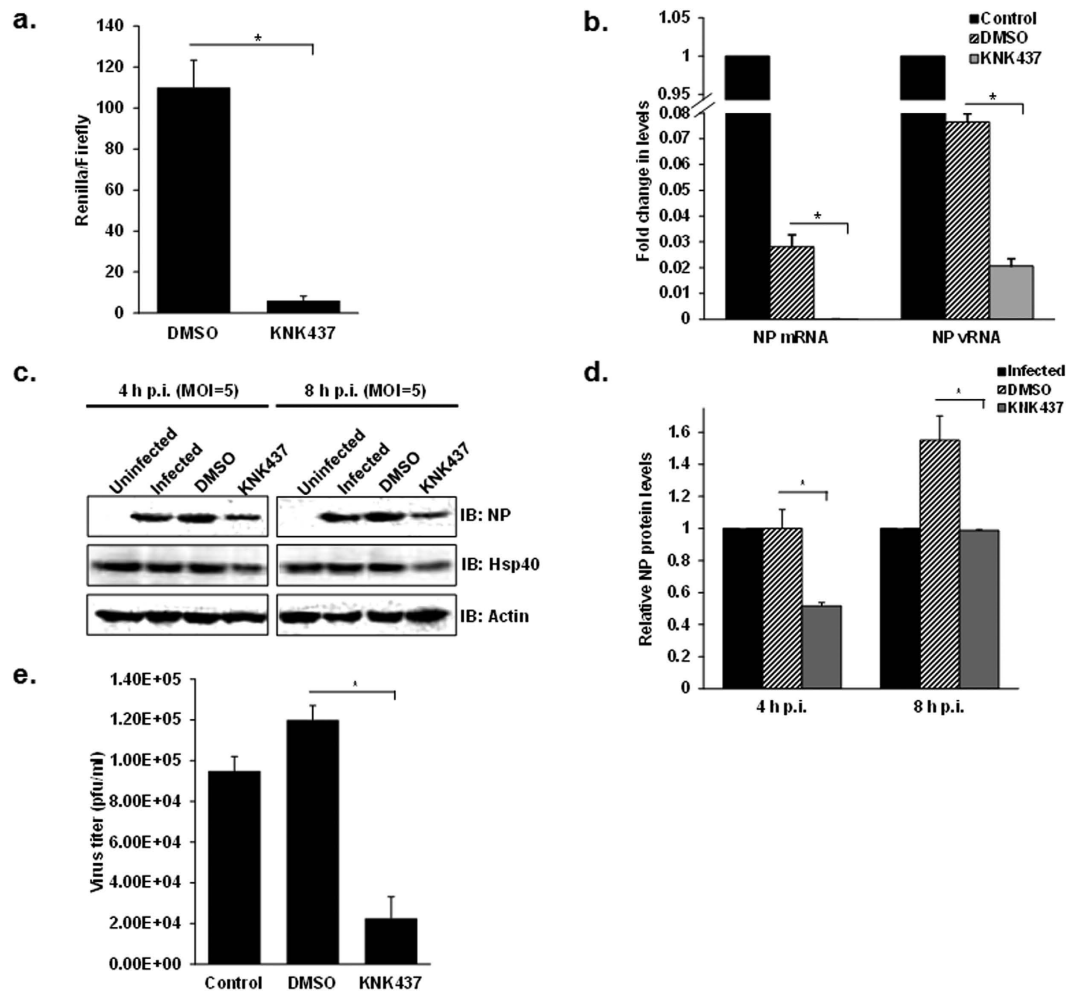 a.
*
Renilla/Firefly
140
120
100
80
60
40
20
0
DMSO
KNK437
b.
Control
DMSO
KNK437
Fold change in levels
1.05
1
0.95
0.08
0.07
0.06
0.05
0.04
0.03
0.02
0.01
0
*
*
NP mRNA
NP vRNA
c.
4 h p.i. (MOI=5)
8 h p.i. (MOI=5)
Uninfected
Infected
DMSO
KNK437
Uninfected
Infected
DMSO
KNK437
IB: NP
IB: Hsp40
IB: Actin
d.
Infected
DMSO
KNK437
Relative NP protein levels
1.6
1.4
1.2
1
0.8
0.6
0.4
0.2
0
*
*
4 h p.i.
8 h p.i.
e.
Virus titer (pfu/ml)
1.40E+05
1.20E+05
1.00E+05
8.00E+04
6.00E+04
4.00E+04
2.00E+04
0.00E+00
*
Control
DMSO
KNK437